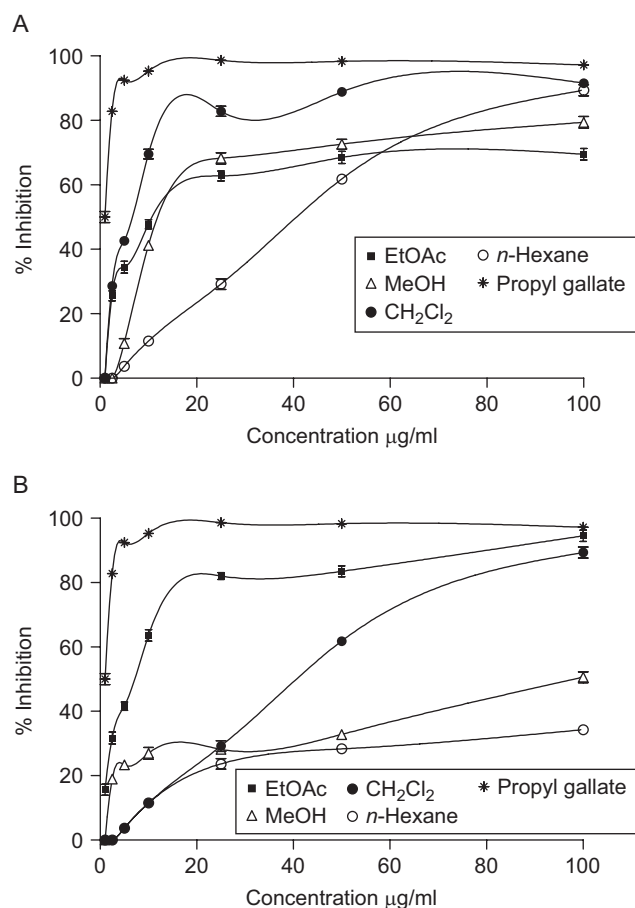 A
100
80
60
40
20
0
% Inhibition
EtOAc
MeOH
CH₂Cl₂
n-Hexane
Propyl gallate
0 20 40 60 80 100
Concentration μg/ml
B
100
80
60
40
20
0
% Inhibition
EtOAc CH₂Cl₂ Propyl gallate
MeOH n-Hexane
0 20 40 60 80 100
Concentration μg/ml